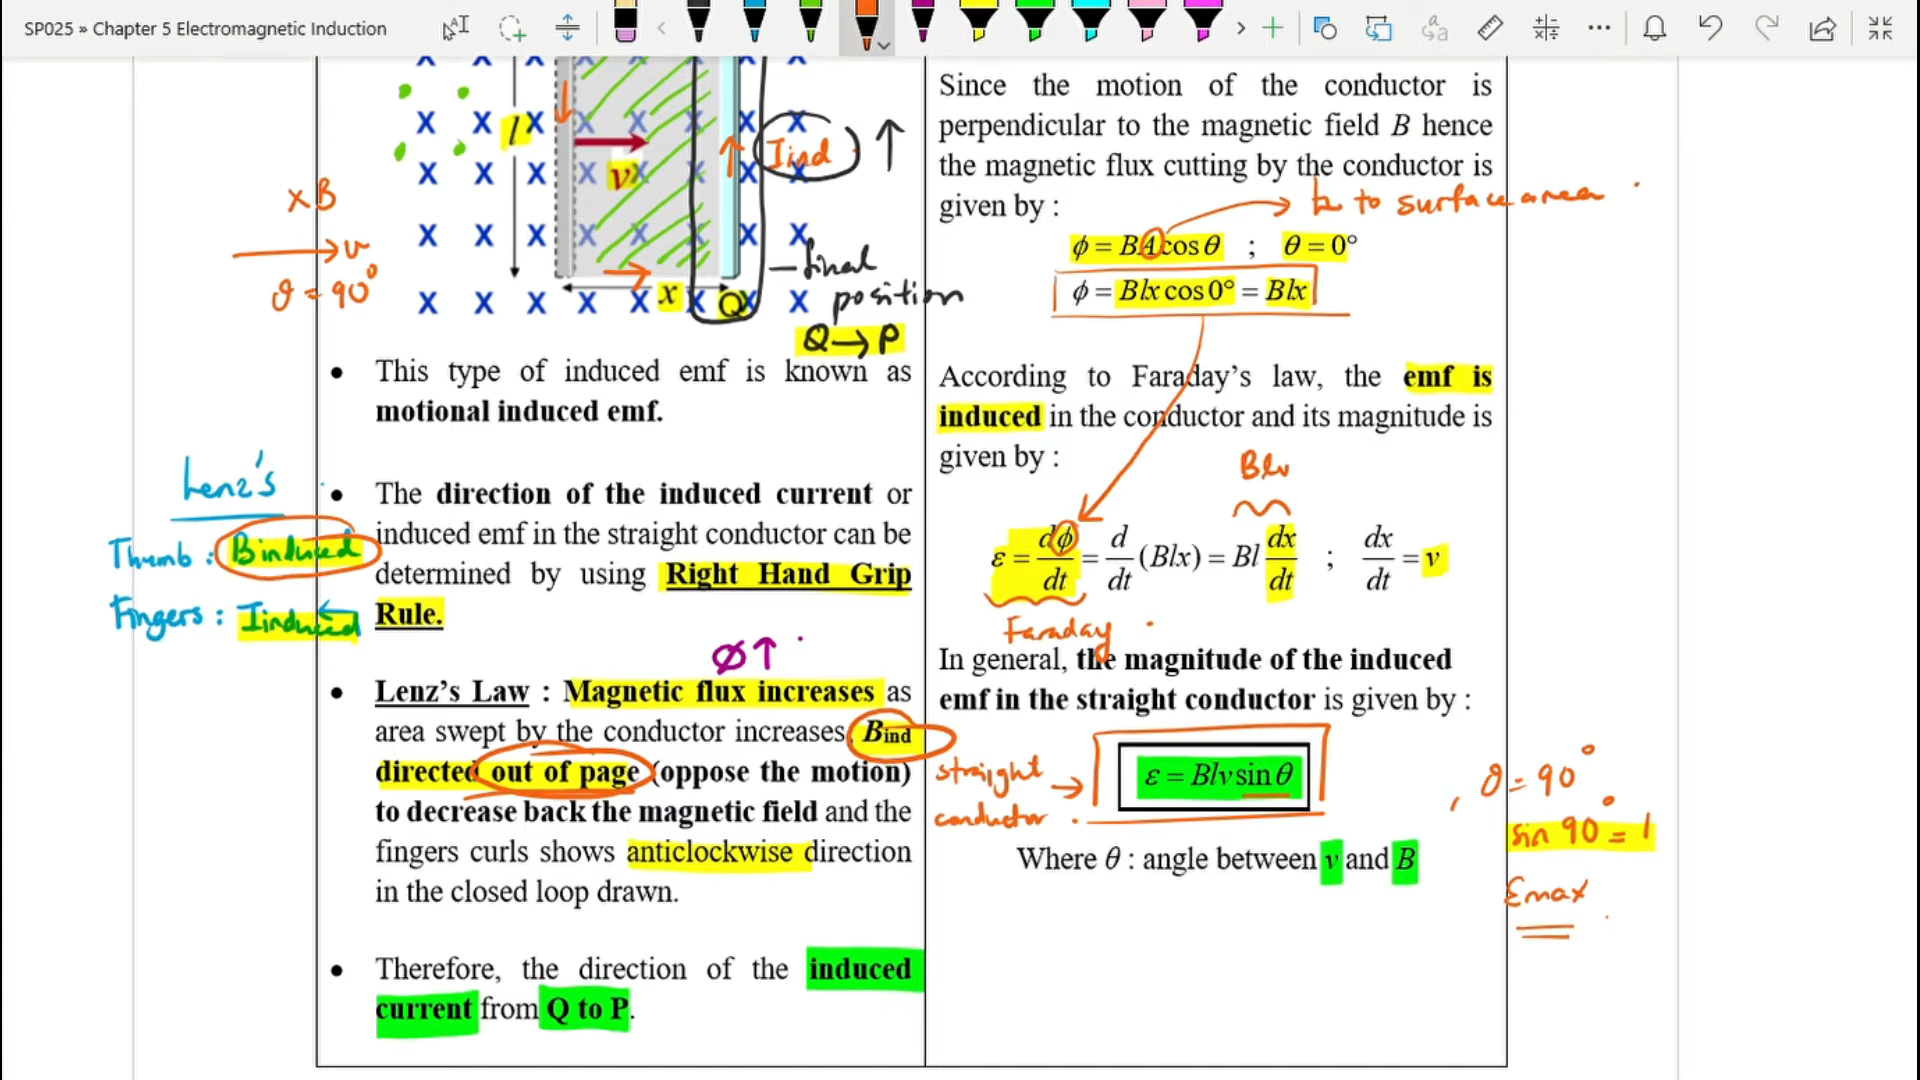 SP025 » Chapter 5 Electromagnetic Induction
X X X X X X
l
X X X X X X X X
Iind ↑
X X X X X X X
v
x B
→ v
θ = 90°
X X X X X X X X
final
position
X X X X X X X X
x Q
Q → P
• This type of induced emf is known as
motional induced emf.
Lenz's
Thumb : B induced
Fingers : Iinduced
• The direction of the induced current or
induced emf in the straight conductor can be
determined by using Right Hand Grip
Rule.
Ø ↑
• Lenz’s Law : Magnetic flux increases as
area swept by the conductor increases, Bind
directed out of page (oppose the motion)
to decrease back the magnetic field and the
fingers curls shows anticlockwise direction
in the closed loop drawn.
• Therefore, the direction of the induced
current from Q to P.
Since the motion of the conductor is
perpendicular to the magnetic field B hence
the magnetic flux cutting by the conductor is
given by :
to surface area
ϕ = BA cos θ ; θ = 0°
ϕ = Blx cos 0° = Blx
According to Faraday’s law, the emf is
induced in the conductor and its magnitude is
given by :
Blv
ε = dϕ/dt = d/dt (Blx) = Bl dx/dt ; dx/dt = v
Faraday
In general, the magnitude of the induced
emf in the straight conductor is given by :
straight
conductor
ε = Blv sin θ
, θ = 90°
sin 90° = 1
Where θ : angle between v and B
Emax